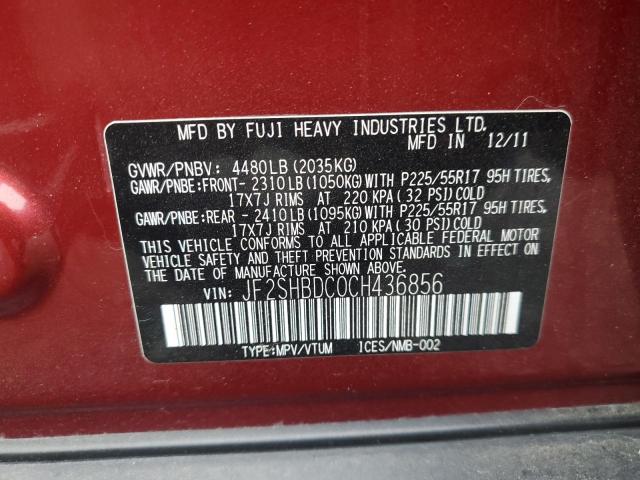 MFD BY FUJI HEAVY INDUSTRIES LTD.
MFD IN 12/11
GVWR/PNBV: 4480LB(2035KG)
GAWR/PNBE:FRONT- 2310LB(1050KG)WITH P225/55R17 95H TIRES,
17X7J RIMS AT 220 KPA(32 PSI)COLD
GAWR/PNBE:REAR - 2410LB(1095KG)WITH P225/55R17 95H TIRES,
17X7J RIMS AT 210 KPA(30 PSI)COLD
THIS VEHICLE CONFORMS TO ALL APPLICABLE FEDERAL MOTOR
VEHICLE SAFETY AND THEFT PREVENTION STANDARDS IN EFFECT ON
THE DATE OF MANUFACTURE SHOWN ABOVE.
VIN: JF2SHBDC0CH436856
TYPE:MPV/VTUM ICES/NMB-002